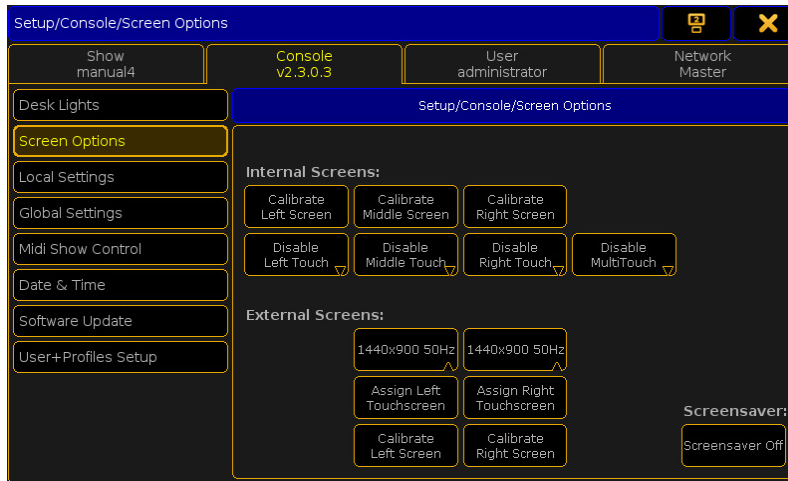 Setup/Console/Screen Options
2
Show
manual4
Console
v2.3.0.3
User
administrator
Network
Master
Desk Lights
Setup/Console/Screen Options
Screen Options
Local Settings
Global Settings
Midi Show Control
Date & Time
Software Update
User+Profiles Setup
Internal Screens:
Calibrate
Left Screen
Calibrate
Middle Screen
Calibrate
Right Screen
Disable
Left Touch
Disable
Middle Touch
Disable
Right Touch
Disable
MultiTouch
External Screens:
1440x900 50Hz
1440x900 50Hz
Assign Left
Touchscreen
Assign Right
Touchscreen
Calibrate
Left Screen
Calibrate
Right Screen
Screensaver:
Screensaver Off